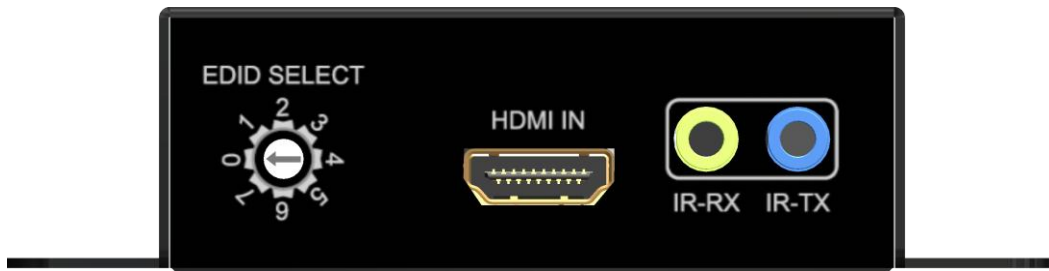 EDID SELECT
0 1 2 3 4 5 6 7
HDMI IN
IR-RX IR-TX